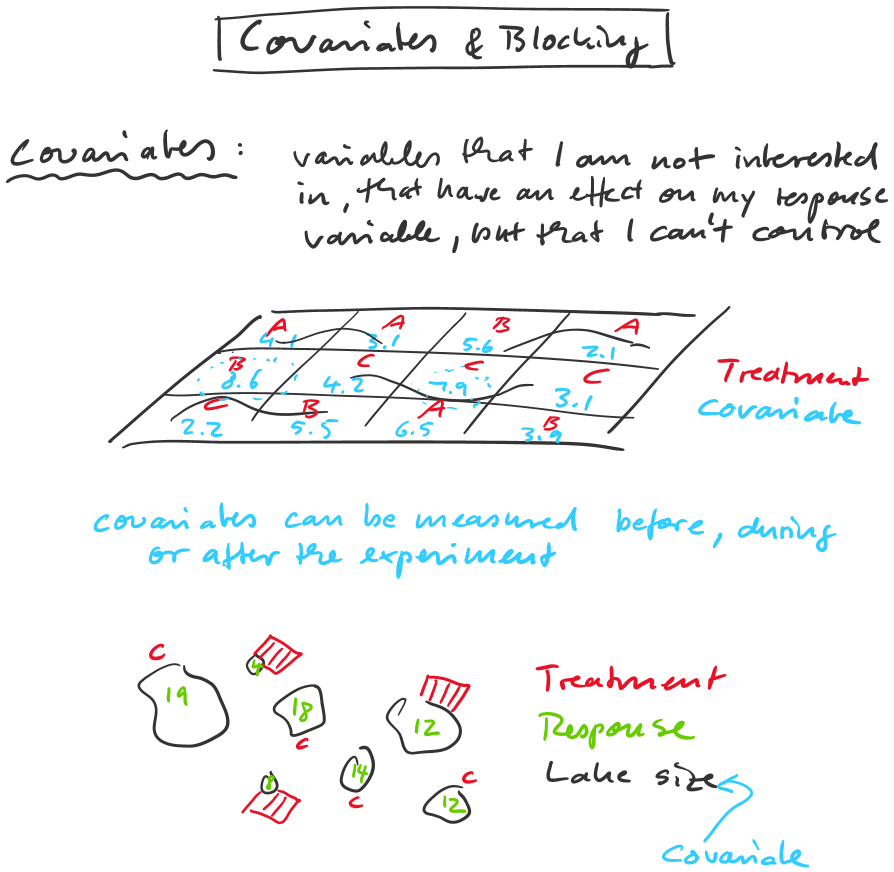 Covariates & Blocking
Covariates : variables that I am not interested
in, that have an effect on my response
variable, but that I can't control
A A B A
4.1 3.1 5.6 2.1
B C C C
8.6 4.2 7.9 3.1
C B A B
2.2 5.5 6.5 3.9
Treatment
Covariate
covariates can be measured before, during
or after the experiment
C
19 4 18 12
C
8 14 12
C C
Treatment
Response
Lake size
Covariate